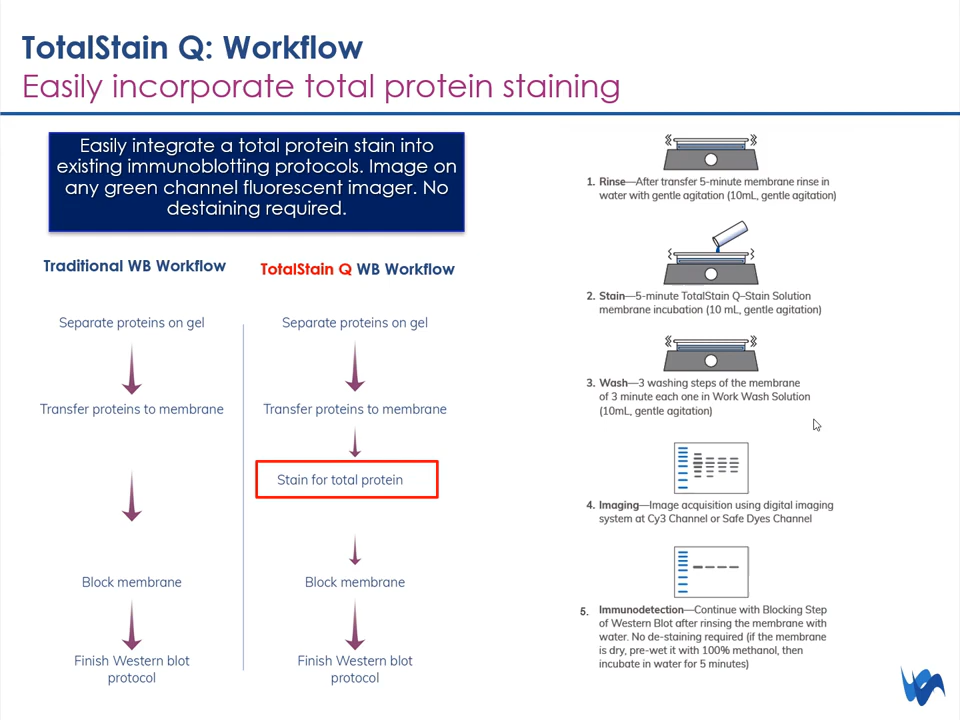 TotalStain Q: Workflow
Easily incorporate total protein staining
Easily integrate a total protein stain into
existing immunoblotting protocols. Image on
any green channel fluorescent imager. No
destaining required.
Traditional WB Workflow
Separate proteins on gel
Transfer proteins to membrane
Block membrane
Finish Western blot
protocol
TotalStain Q WB Workflow
Separate proteins on gel
Transfer proteins to membrane
Stain for total protein
Block membrane
Finish Western blot
protocol
1. Rinse—After transfer 5-minute membrane rinse in
water with gentle agitation (10mL, gentle agitation)
2. Stain—5-minute TotalStain Q–Stain Solution
membrane incubation (10 mL, gentle agitation)
3. Wash—3 washing steps of the membrane
of 3 minute each one in Work Wash Solution
(10mL, gentle agitation)
4. Imaging—Image acquisition using digital imaging
system at Cy3 Channel or Safe Dyes Channel
5. Immunodetection—Continue with Blocking Step
of Western Blot after rinsing the membrane with
water. No de-staining required (if the membrane
is dry, pre-wet it with 100% methanol, then
incubate in water for 5 minutes)